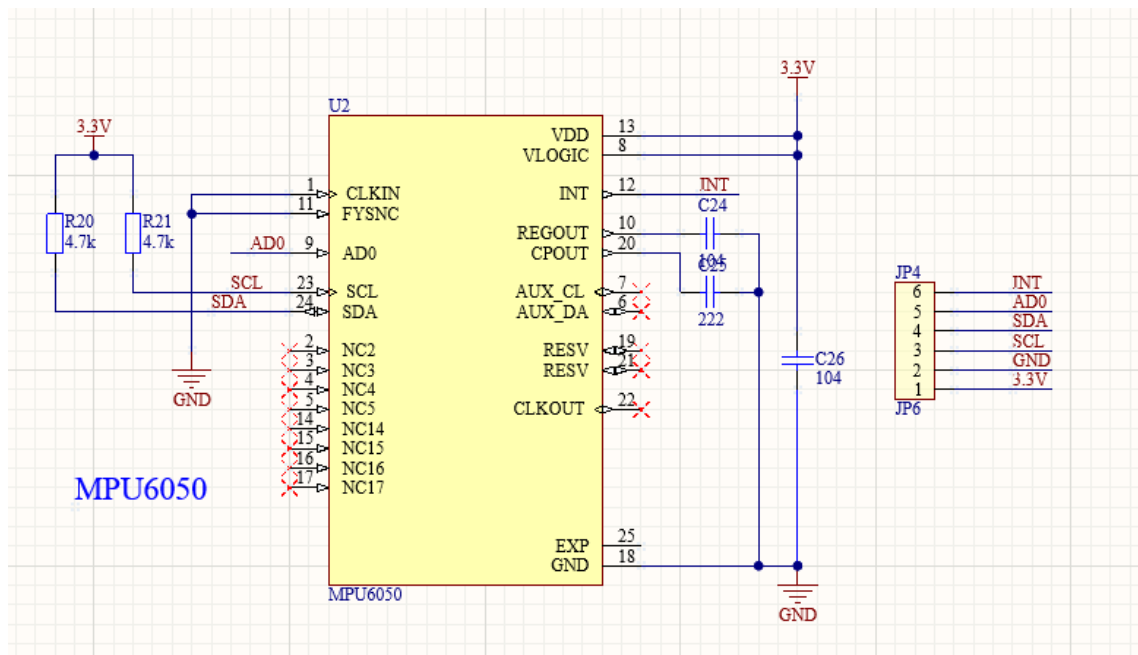 3.3V
U2
3.3V
VDD 13
VLOGIC 8
1 CLKIN
11 FYSNC
INT 12 INT
R20
4.7k
R21
4.7k
C24
104
REGOUT 10
CPOUT 20
AD0 9 AD0
C25
222
SCL 23 SCL
SDA 24 SDA
AUX_CL 7
AUX_DA 6
JP4
6 INT
5 AD0
4 SDA
3 SCL
2 GND
1 3.3V
JP6
2 NC2
3 NC3
4 NC4
5 NC5
14 NC14
15 NC15
16 NC16
17 NC17
RESV 19
RESV 21
CLKOUT 22
C26
104
GND
MPU6050
EXP 25
GND 18
MPU6050
GND